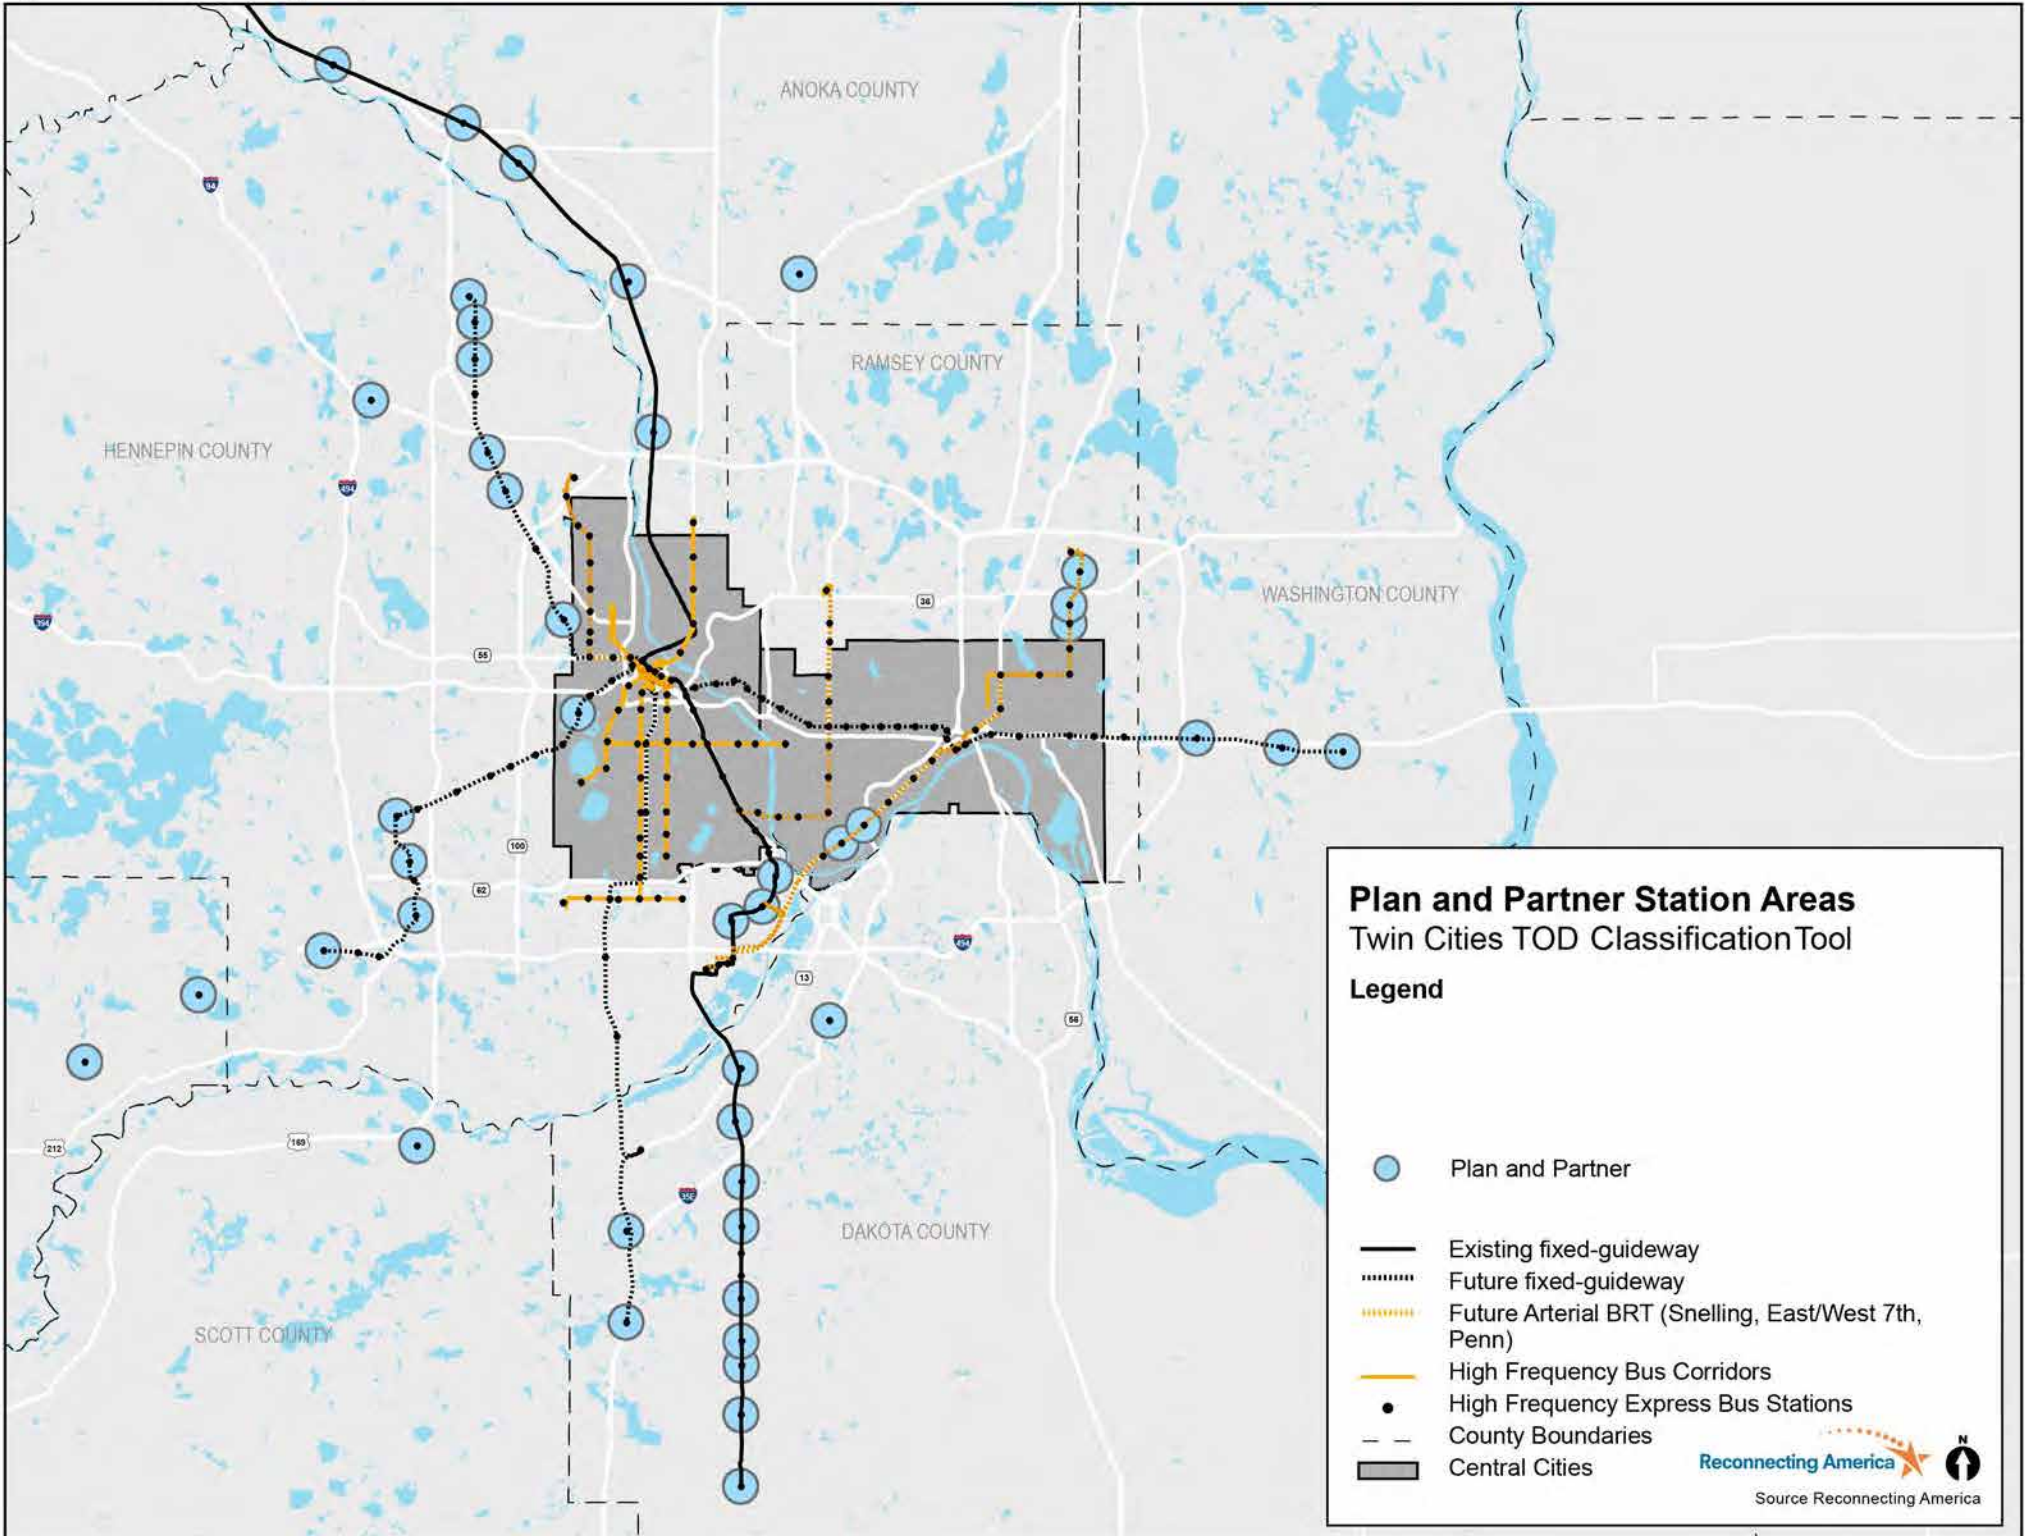 ANOKA COUNTY
94
RAMSEY COUNTY
HENNEPIN COUNTY
494
36
WASHINGTON COUNTY
394
55
100
62
494
13
56
212
169
35E
DAKOTA COUNTY
SCOTT COUNTY
Plan and Partner Station Areas
Twin Cities TOD Classification Tool
Legend
Plan and Partner
Existing fixed-guideway
Future fixed-guideway
Future Arterial BRT (Snelling, East/West 7th,
Penn)
High Frequency Bus Corridors
High Frequency Express Bus Stations
County Boundaries
Central Cities
Reconnecting America
N
Source Reconnecting America